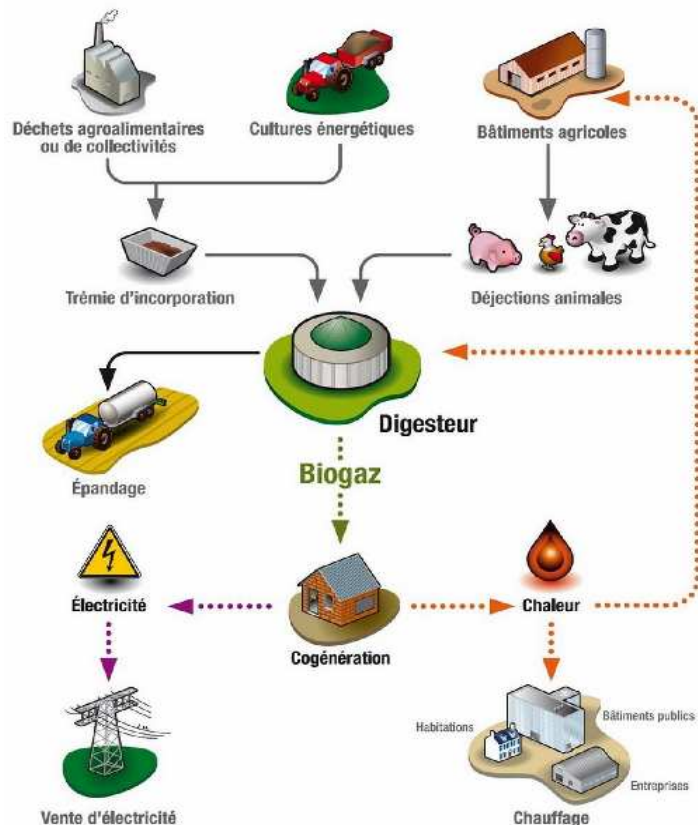 Déchets agroalimentaires
ou de collectivités
Cultures énergétiques
Bâtiments agricoles
Trémie d'incorporation
Déjections animales
Digesteur
Épandage
Biogaz
Électricité
Cogénération
Chaleur
Habitations
Bâtiments publics
Entreprises
Vente d'électricité
Chauffage